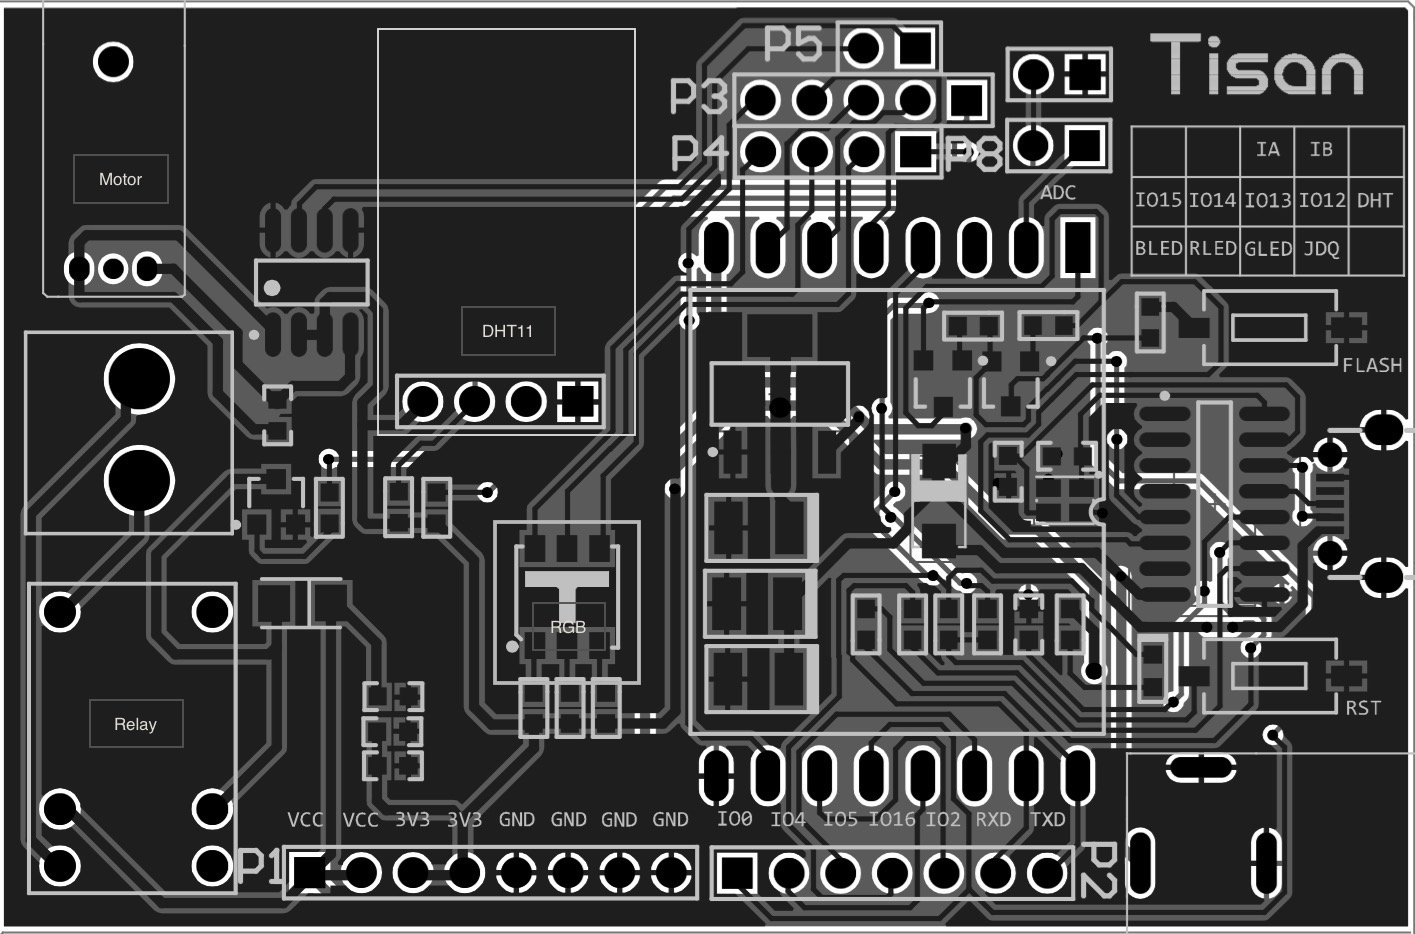 P5
Tisan
P3
P4
P8
Motor
ADC
IA IB
IO15 IO14 IO13 IO12 DHT
BLED RLED GLED JDQ
DHT11
FLASH
RGB
Relay
RST
VCC VCC 3V3 3V3 GND GND GND GND IO0 IO4 IO5 IO16 IO2 RXD TXD
P1
P2